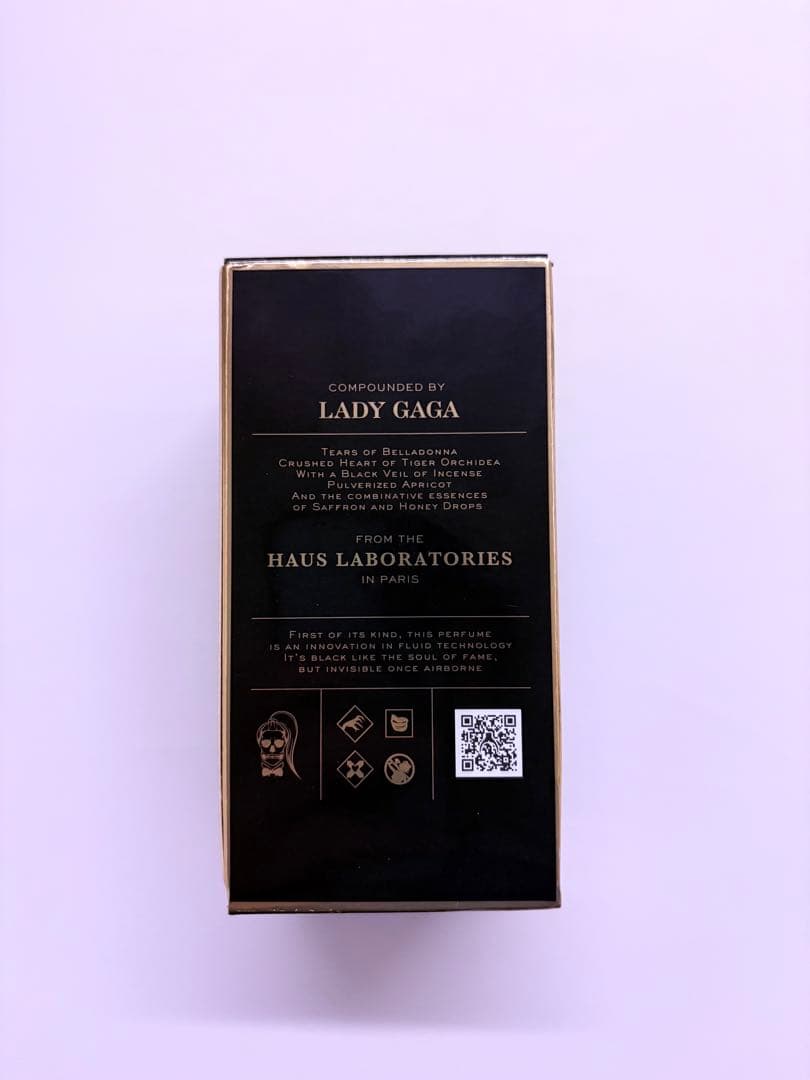 COMPOUNDED BY
LADY GAGA
TEARS OF BELLADONNA
CRUSHED HEART OF TIGER ORCHIDEA
WITH A BLACK VEIL OF INCENSE
PULVERIZED APRICOT
AND THE COMBINATIVE ESSENCES
OF SAFFRON AND HONEY DROPS
FROM THE
HAUS LABORATORIES
IN PARIS
FIRST OF ITS KIND, THIS PERFUME
IS AN INNOVATION IN FLUID TECHNOLOGY
IT'S BLACK LIKE THE SOUL OF FAME,
BUT INVISIBLE ONCE AIRBORNE